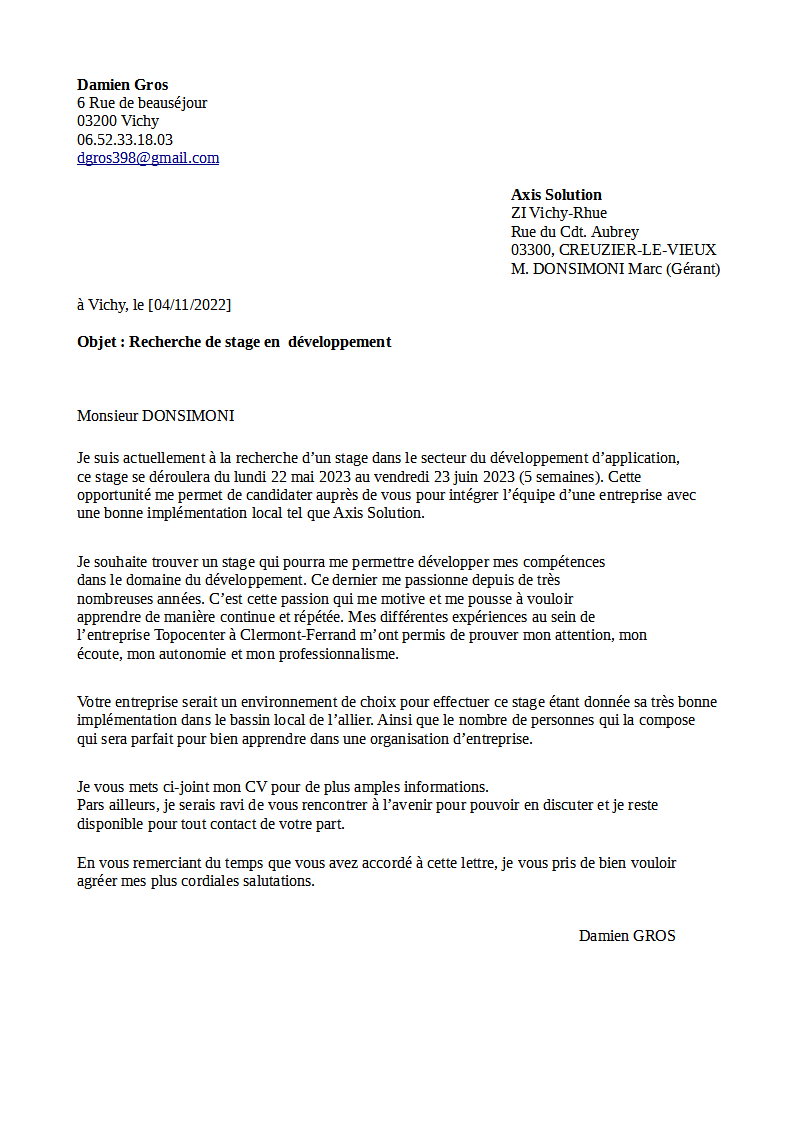 Damien Gros
6 Rue de beauséjour
03200 Vichy
06.52.33.18.03
dgros398@gmail.com
Axis Solution
ZI Vichy-Rhue
Rue du Cdt. Aubrey
03300, CREUZIER-LE-VIEUX
M. DONSIMONI Marc (Gérant)
à Vichy, le [04/11/2022]
Objet : Recherche de stage en  développement
Monsieur DONSIMONI
Je suis actuellement à la recherche d’un stage dans le secteur du développement d’application,
ce stage se déroulera du lundi 22 mai 2023 au vendredi 23 juin 2023 (5 semaines). Cette
opportunité me permet de candidater auprès de vous pour intégrer l’équipe d’une entreprise avec
une bonne implémentation local tel que Axis Solution.
Je souhaite trouver un stage qui pourra me permettre développer mes compétences
dans le domaine du développement. Ce dernier me passionne depuis de très
nombreuses années. C’est cette passion qui me motive et me pousse à vouloir
apprendre de manière continue et répétée. Mes différentes expériences au sein de
l’entreprise Topocenter à Clermont-Ferrand m’ont permis de prouver mon attention, mon
écoute, mon autonomie et mon professionnalisme.
Votre entreprise serait un environnement de choix pour effectuer ce stage étant donnée sa très bonne
implémentation dans le bassin local de l’allier. Ainsi que le nombre de personnes qui la compose
qui sera parfait pour bien apprendre dans une organisation d’entreprise.
Je vous mets ci-joint mon CV pour de plus amples informations.
Pars ailleurs, je serais ravi de vous rencontrer à l’avenir pour pouvoir en discuter et je reste
disponible pour tout contact de votre part.
En vous remerciant du temps que vous avez accordé à cette lettre, je vous pris de bien vouloir
agréer mes plus cordiales salutations.
Damien GROS